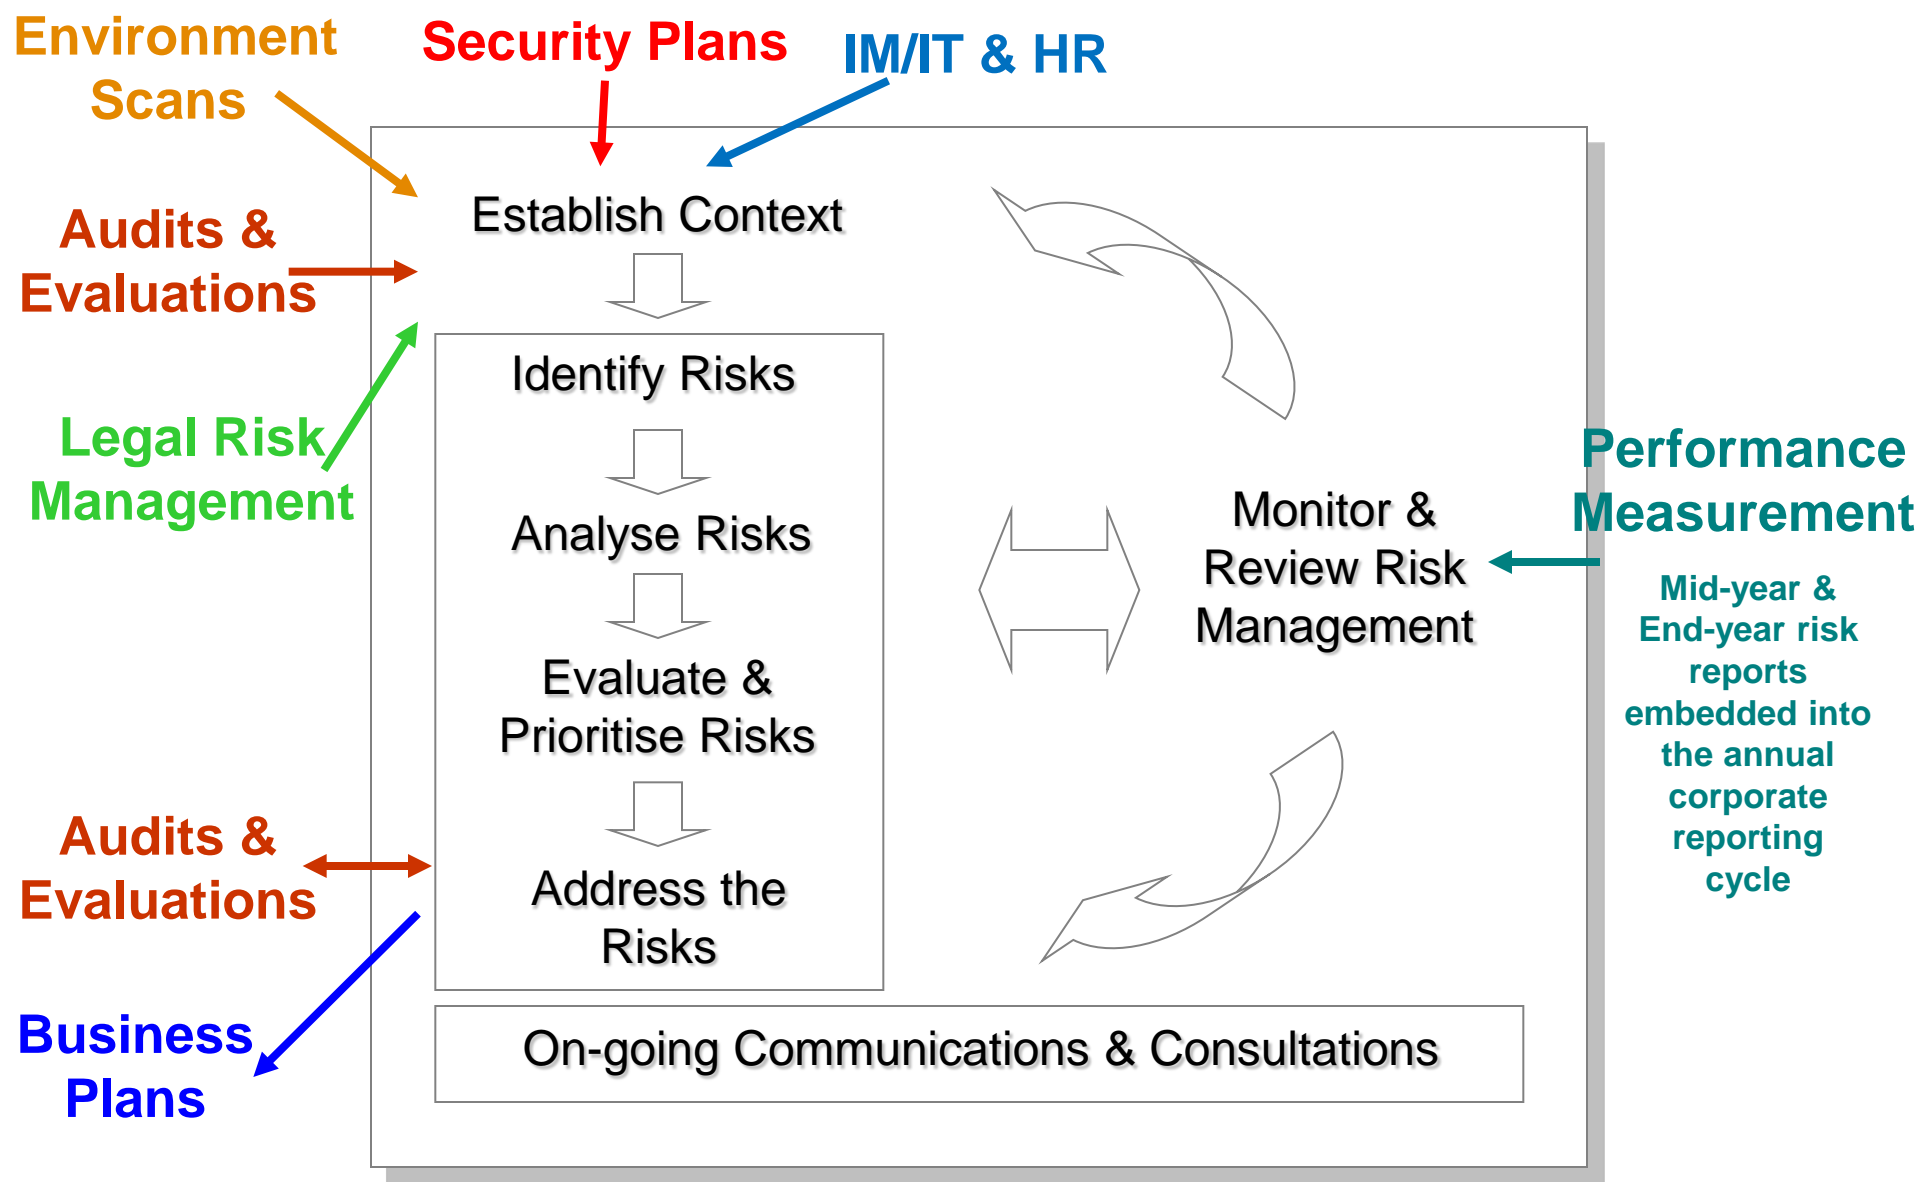 Environment
Scans
Security Plans
IM/IT & HR
Audits &
Evaluations
Legal Risk
Management
Establish Context
Identify Risks
Analyse Risks
Evaluate &
Prioritise Risks
Address the
Risks
Monitor &
Review Risk
Management
Performance
Measurement
Mid-year &
End-year risk
reports
embedded into
the annual
corporate
reporting
cycle
Audits &
Evaluations
Business
Plans
On-going Communications & Consultations